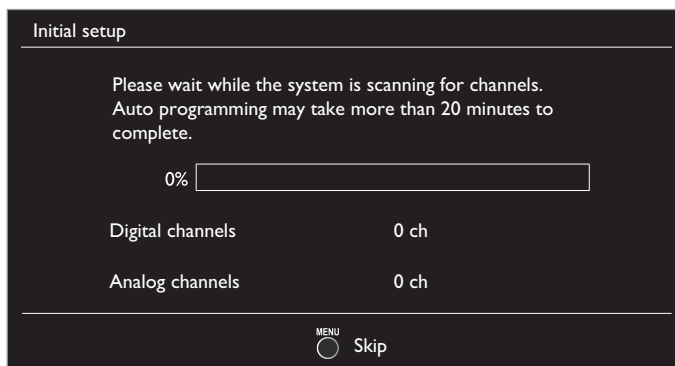 Initial setup
Please wait while the system is scanning for channels.
Auto programming may take more than 20 minutes to
complete.
0%
Digital channels 0 ch
Analog channels 0 ch
MENU Skip